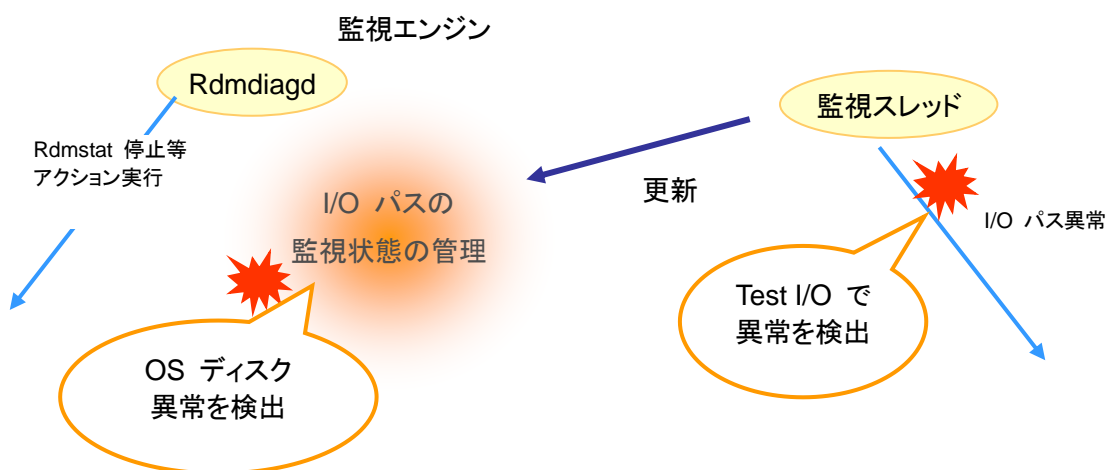 監視エンジン
Rdmdiagd
監視スレッド
Rdmstat 停止等
アクション実行
I/O パスの
監視状態の管理
更新
I/O パス異常
Test I/O で
異常を検出
OS ディスク
異常を検出